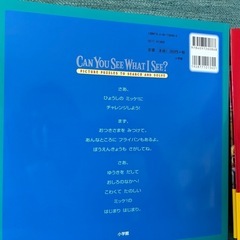 CAN YOU SEE WHAT I SEE?
PICTURE PUZZLES TO SEARCH AND SOLVE
さあ、
ひょうしの ミッケ!に
チャレンジしよう!
まず、
おつきさまを みつけて、
あんなところに フライパンもあるよ。
ぼうえんきょうも さがしてね。
さあ、
ゆうきを だして
おしろのなかへ!
こわくて たのしい
ミッケ!の
はじまり はじまり。
小学館